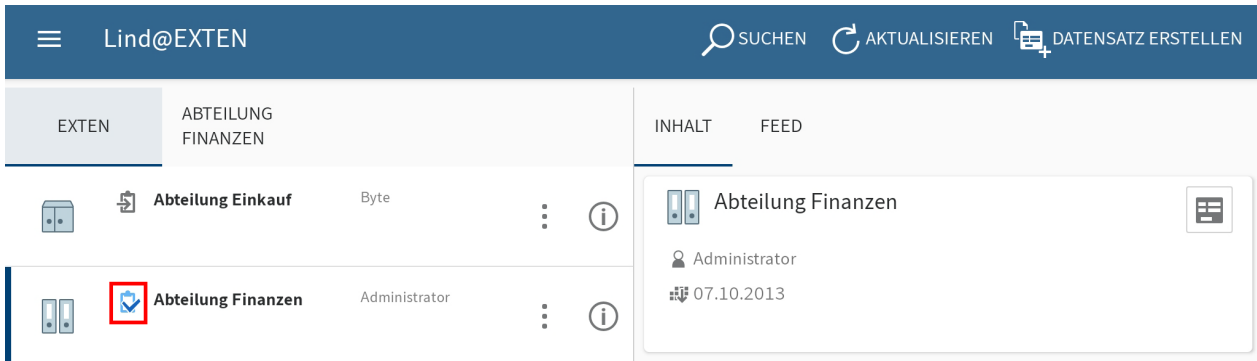 Lind@EXTEN
SUCHEN
AKTUALISIEREN
DATENSATZ ERSTELLEN
EXTEN
ABTEILUNG
FINANZEN
INHALT
FEED
Abteilung Einkauf
Byte
Abteilung Finanzen
Administrator
Abteilung Finanzen
Administrator
07.10.2013